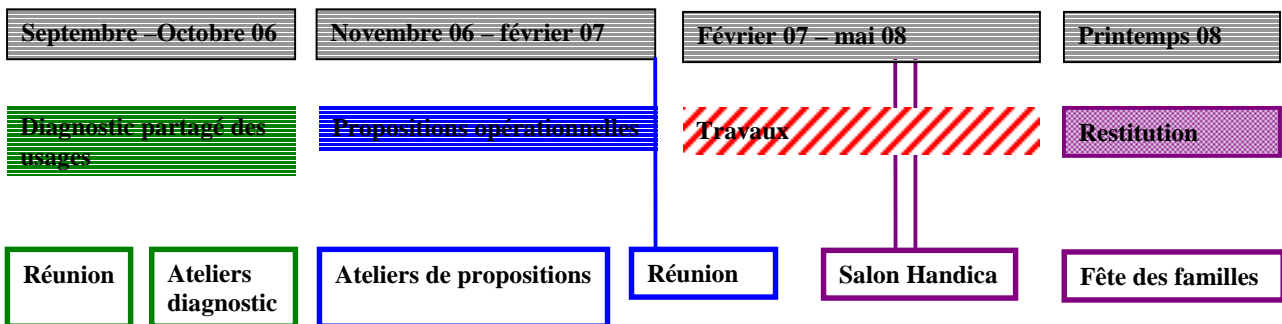 Septembre –Octobre 06
Novembre 06 – février 07
Février 07 – mai 08
Printemps 08
Diagnostic partagé des
usages
Propositions opérationnelles
Travaux
Restitution
Réunion
Ateliers
diagnostic
Ateliers de propositions
Réunion
Salon Handica
Fête des familles